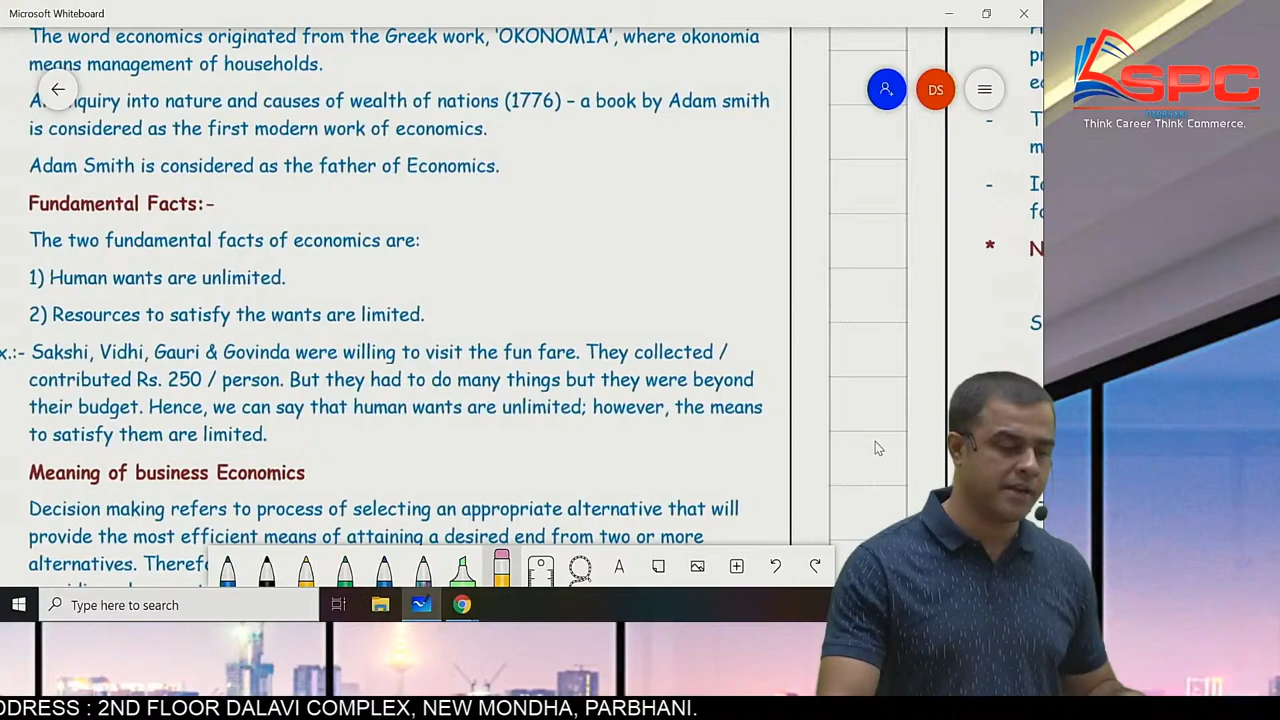 Microsoft Whiteboard
The word economics originated from the Greek work, 'OKONOMIA', where okonomia
means management of households.
inquiry into nature and causes of wealth of nations (1776) – a book by Adam smith
is considered as the first modern work of economics.
Adam Smith is considered as the father of Economics.
Fundamental Facts:-
The two fundamental facts of economics are:
1) Human wants are unlimited.
2) Resources to satisfy the wants are limited.
x.:- Sakshi, Vidhi, Gauri & Govinda were willing to visit the fun fare. They collected /
contributed Rs. 250 / person. But they had to do many things but they were beyond
their budget. Hence, we can say that human wants are unlimited; however, the means
to satisfy them are limited.
Meaning of business Economics
Decision making refers to process of selecting an appropriate alternative that will
provide the most efficient means of attaining a desired end from two or more
alternatives. Therefo
DS
* N
S
SPC
PARBHANI
Think Career Think Commerce.
A
Type here to search
DDRESS : 2ND FLOOR DALAVI COMPLEX, NEW MONDHA, PARBHANI.